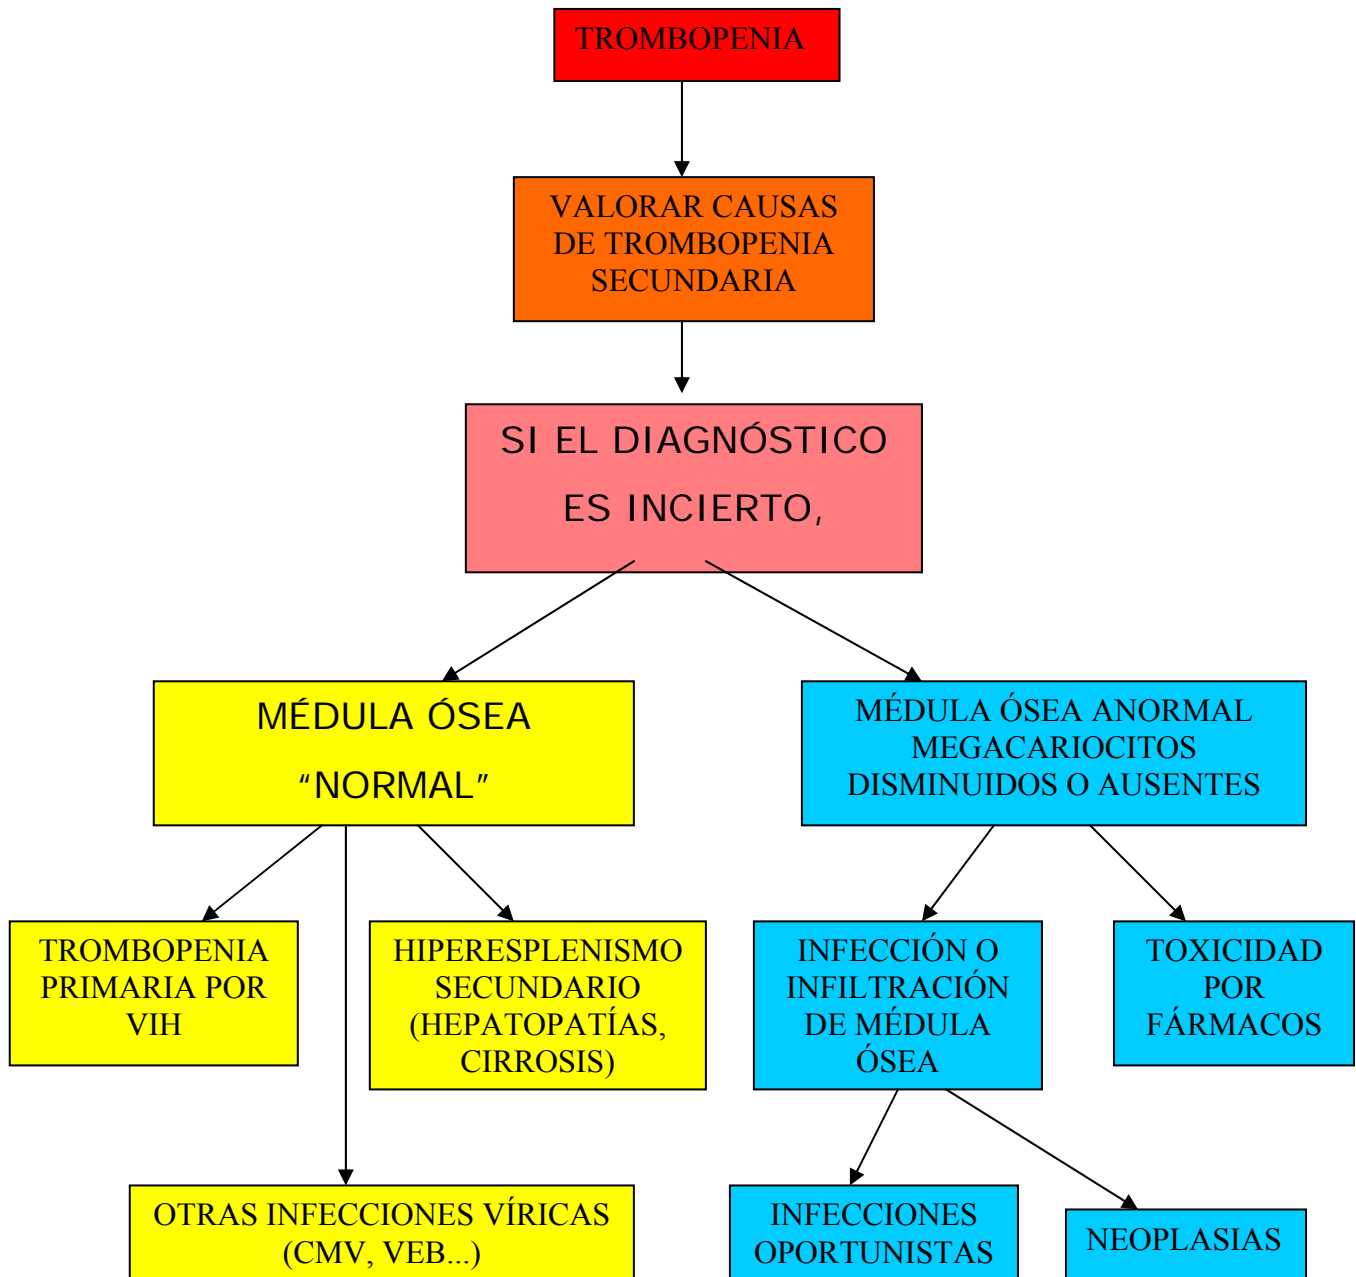 TROMBOPENIA
VALORAR CAUSAS
DE TROMBOPENIA
SECUNDARIA
SI EL DIAGNÓSTICO
ES INCIERTO,
MÉDULA ÓSEA
“NORMAL”
MÉDULA ÓSEA ANORMAL
MEGACARIOCITOS
DISMINUIDOS O AUSENTES
TROMBOPENIA
PRIMARIA POR
VIH
HIPERESPLENISMO
SECUNDARIO
(HEPATOPATÍAS,
CIRROSIS)
INFECCIÓN O
INFILTRACIÓN
DE MÉDULA
ÓSEA
TOXICIDAD
POR
FÁRMACOS
OTRAS INFECCIONES VÍRICAS
(CMV, VEB...)
INFECCIONES
OPORTUNISTAS
NEOPLASIAS